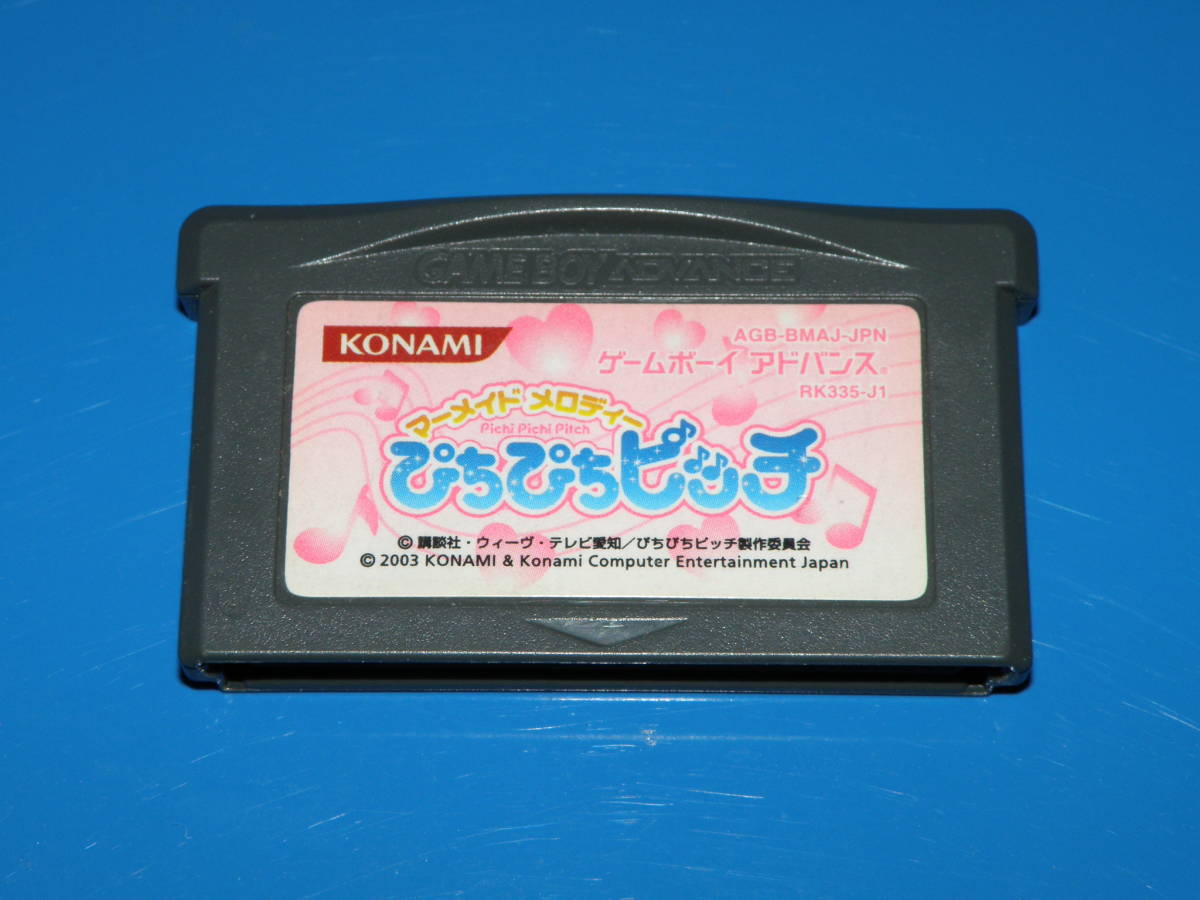 GAME BOY ADVANCE
KONAMI
AGB-BMAJ-JPN
ゲームボーイ アドバンス®
RK335-J1
マーメイド メロディー
Pichi Pichi Pitch
ぴちぴちピッチ
© 講談社・ウィーヴ・テレビ愛知／ぴちぴちピッチ製作委員会
© 2003 KONAMI & Konami Computer Entertainment Japan